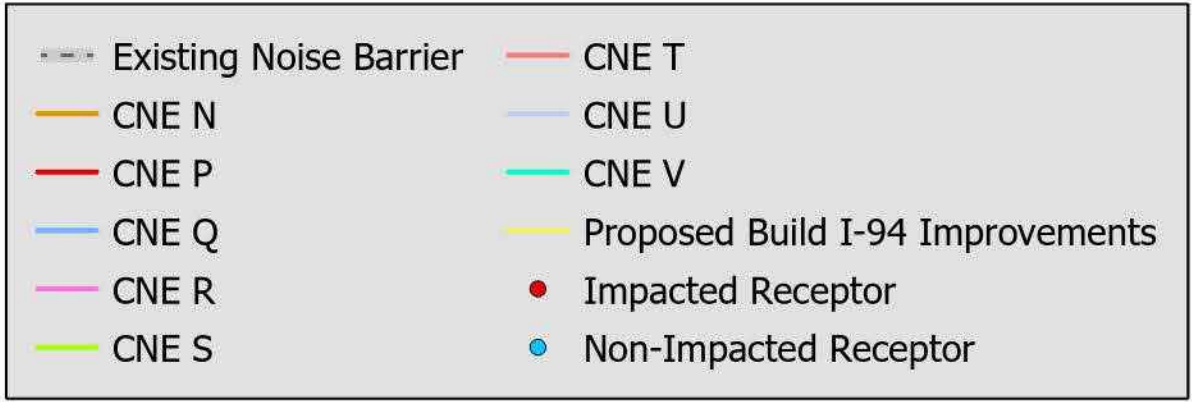 Existing Noise Barrier
CNE N
CNE P
CNE Q
CNE R
CNE S
CNE T
CNE U
CNE V
Proposed Build I-94 Improvements
Impacted Receptor
Non-Impacted Receptor